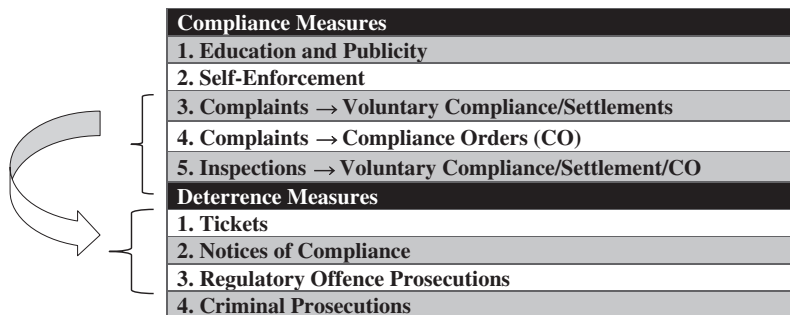 Compliance Measures
1. Education and Publicity
2. Self-Enforcement
3. Complaints → Voluntary Compliance/Settlements
4. Complaints → Compliance Orders (CO)
5. Inspections → Voluntary Compliance/Settlement/CO
Deterrence Measures
1. Tickets
2. Notices of Compliance
3. Regulatory Offence Prosecutions
4. Criminal Prosecutions